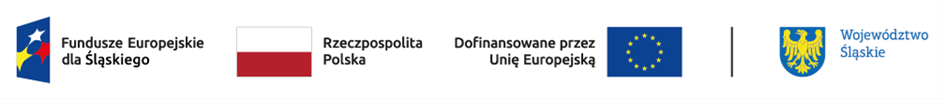 Fundusze Europejskie
dla Śląskiego
Rzeczpospolita
Polska
Dofinansowane przez
Unię Europejską
Województwo
Śląskie